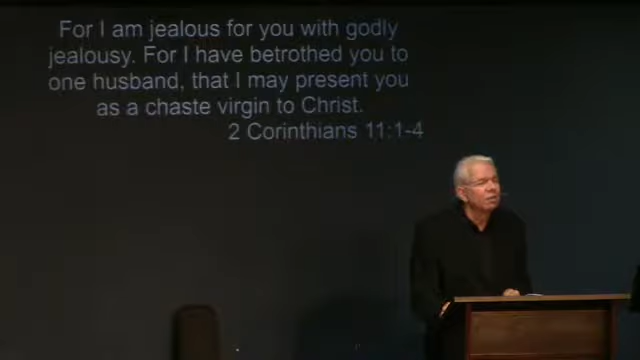 For I am jealous for you with godly
jealousy. For I have betrothed you to
one husband, that I may present you
as a chaste virgin to Christ.
2 Corinthians 11:1-4